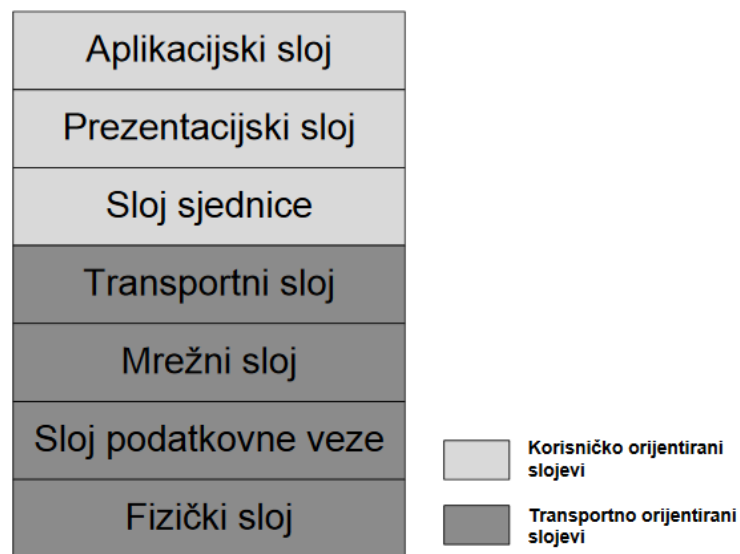 Aplikacijski sloj
Prezentacijski sloj
Sloj sjednice
Transportni sloj
Mrežni sloj
Sloj podatkovne veze
Fizički sloj
Korisničko orijentirani
slojevi
Transportno orijentirani
slojevi